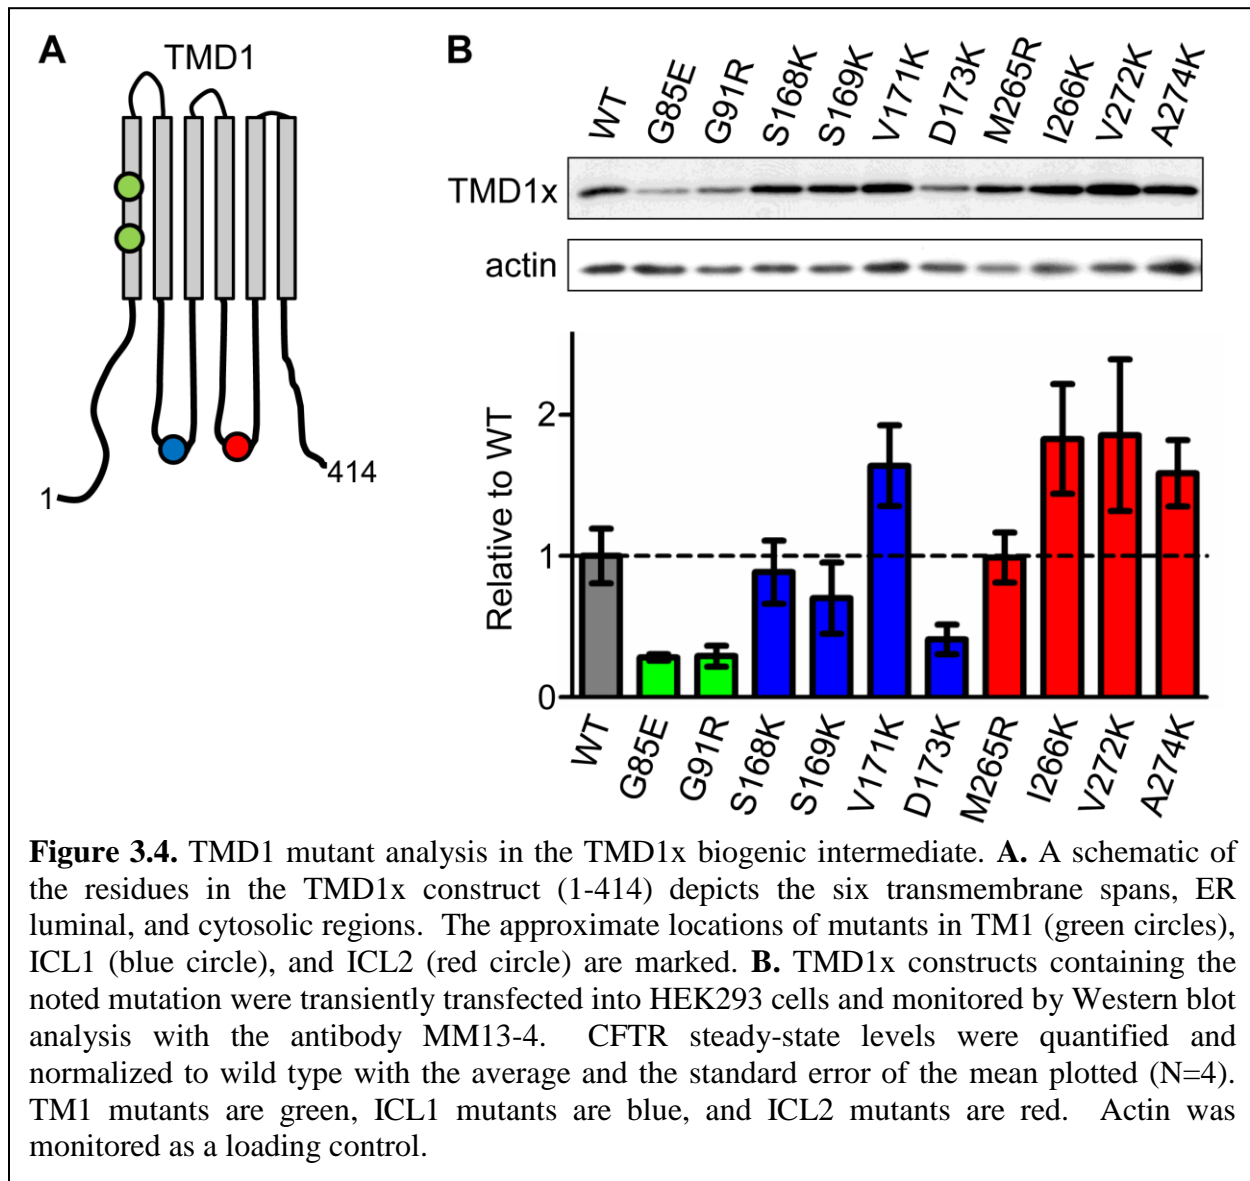 A
TMD1
1
414
B
WT
G85E
G91R
S168K
S169K
V171K
D173K
M265R
I266K
V272K
A274K
TMD1x
actin
Relative to WT
2
1
0
WT
G85E
G91R
S168K
S169K
V171K
D173K
M265R
I266K
V272K
A274K
Figure 3.4. TMD1 mutant analysis in the TMD1x biogenic intermediate. A. A schematic of
the residues in the TMD1x construct (1-414) depicts the six transmembrane spans, ER
luminal, and cytosolic regions. The approximate locations of mutants in TM1 (green circles),
ICL1 (blue circle), and ICL2 (red circle) are marked. B. TMD1x constructs containing the
noted mutation were transiently transfected into HEK293 cells and monitored by Western blot
analysis with the antibody MM13-4. CFTR steady-state levels were quantified and
normalized to wild type with the average and the standard error of the mean plotted (N=4).
TM1 mutants are green, ICL1 mutants are blue, and ICL2 mutants are red. Actin was
monitored as a loading control.